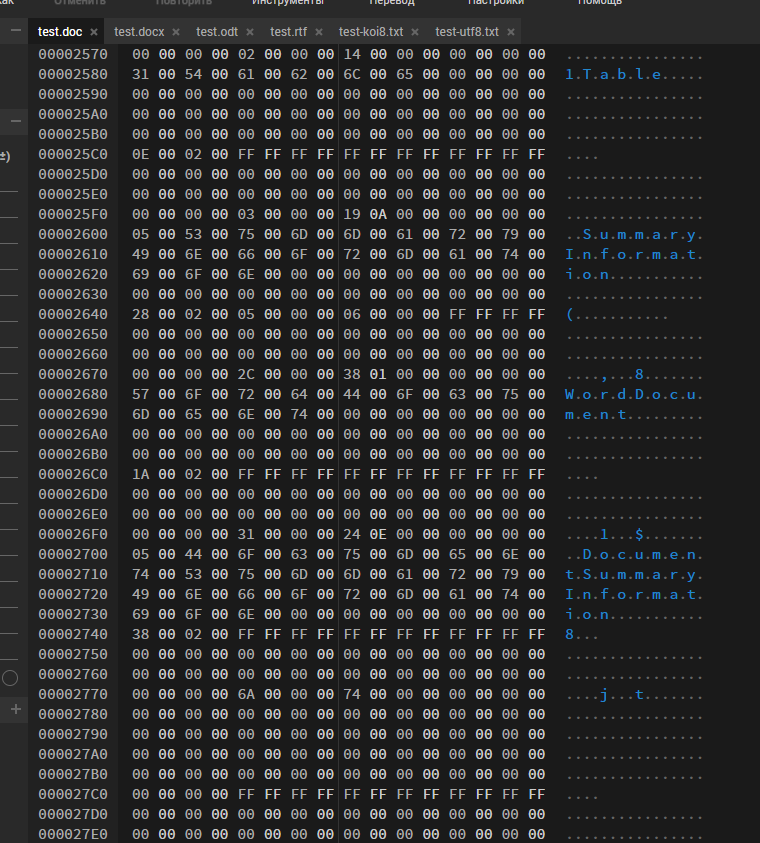 Отменить Повторить Инструменты Перевод Настройки Помощь
test.doc × test.docx × test.odt × test.rtf × test-koi8.txt × test-utf8.txt ×
±)
00002570 00 00 00 00 02 00 00 00 14 00 00 00 00 00 00 00 ................
00002580 31 00 54 00 61 00 62 00 6C 00 65 00 00 00 00 00 1.T.a.b.l.e.....
00002590 00 00 00 00 00 00 00 00 00 00 00 00 00 00 00 00 ................
000025A0 00 00 00 00 00 00 00 00 00 00 00 00 00 00 00 00 ................
000025B0 00 00 00 00 00 00 00 00 00 00 00 00 00 00 00 00 ................
000025C0 0E 00 02 00 FF FF FF FF FF FF FF FF FF FF FF FF ....
000025D0 00 00 00 00 00 00 00 00 00 00 00 00 00 00 00 00 ................
000025E0 00 00 00 00 00 00 00 00 00 00 00 00 00 00 00 00 ................
000025F0 00 00 00 00 03 00 00 00 19 0A 00 00 00 00 00 00 ................
00002600 05 00 53 00 75 00 6D 00 6D 00 61 00 72 00 79 00 ..S.u.m.m.a.r.y.
00002610 49 00 6E 00 66 00 6F 00 72 00 6D 00 61 00 74 00 I.n.f.o.r.m.a.t.
00002620 69 00 6F 00 6E 00 00 00 00 00 00 00 00 00 00 00 i.o.n...........
00002630 00 00 00 00 00 00 00 00 00 00 00 00 00 00 00 00 ................
00002640 28 00 02 00 05 00 00 00 06 00 00 00 FF FF FF FF (...........
00002650 00 00 00 00 00 00 00 00 00 00 00 00 00 00 00 00 ................
00002660 00 00 00 00 00 00 00 00 00 00 00 00 00 00 00 00 ................
00002670 00 00 00 00 2C 00 00 00 38 01 00 00 00 00 00 00 ....,...8.......
00002680 57 00 6F 00 72 00 64 00 44 00 6F 00 63 00 75 00 W.o.r.d.D.o.c.u.
00002690 6D 00 65 00 6E 00 74 00 00 00 00 00 00 00 00 00 m.e.n.t.........
000026A0 00 00 00 00 00 00 00 00 00 00 00 00 00 00 00 00 ................
000026B0 00 00 00 00 00 00 00 00 00 00 00 00 00 00 00 00 ................
000026C0 1A 00 02 00 FF FF FF FF FF FF FF FF FF FF FF FF ....
000026D0 00 00 00 00 00 00 00 00 00 00 00 00 00 00 00 00 ................
000026E0 00 00 00 00 00 00 00 00 00 00 00 00 00 00 00 00 ................
000026F0 00 00 00 00 31 00 00 00 24 0E 00 00 00 00 00 00 ....1...$.......
00002700 05 00 44 00 6F 00 63 00 75 00 6D 00 65 00 6E 00 ..D.o.c.u.m.e.n.
00002710 74 00 53 00 75 00 6D 00 6D 00 61 00 72 00 79 00 t.S.u.m.m.a.r.y.
00002720 49 00 6E 00 66 00 6F 00 72 00 6D 00 61 00 74 00 I.n.f.o.r.m.a.t.
00002730 69 00 6F 00 6E 00 00 00 00 00 00 00 00 00 00 00 i.o.n...........
00002740 38 00 02 00 FF FF FF FF FF FF FF FF FF FF FF FF 8...
00002750 00 00 00 00 00 00 00 00 00 00 00 00 00 00 00 00 ................
00002760 00 00 00 00 00 00 00 00 00 00 00 00 00 00 00 00 ................
00002770 00 00 00 00 6A 00 00 00 74 00 00 00 00 00 00 00 ....j...t.......
00002780 00 00 00 00 00 00 00 00 00 00 00 00 00 00 00 00 ................
00002790 00 00 00 00 00 00 00 00 00 00 00 00 00 00 00 00 ................
000027A0 00 00 00 00 00 00 00 00 00 00 00 00 00 00 00 00 ................
000027B0 00 00 00 00 00 00 00 00 00 00 00 00 00 00 00 00 ................
000027C0 00 00 00 00 FF FF FF FF FF FF FF FF FF FF FF FF ....
000027D0 00 00 00 00 00 00 00 00 00 00 00 00 00 00 00 00 ................
000027E0 00 00 00 00 00 00 00 00 00 00 00 00 00 00 00 00 ................